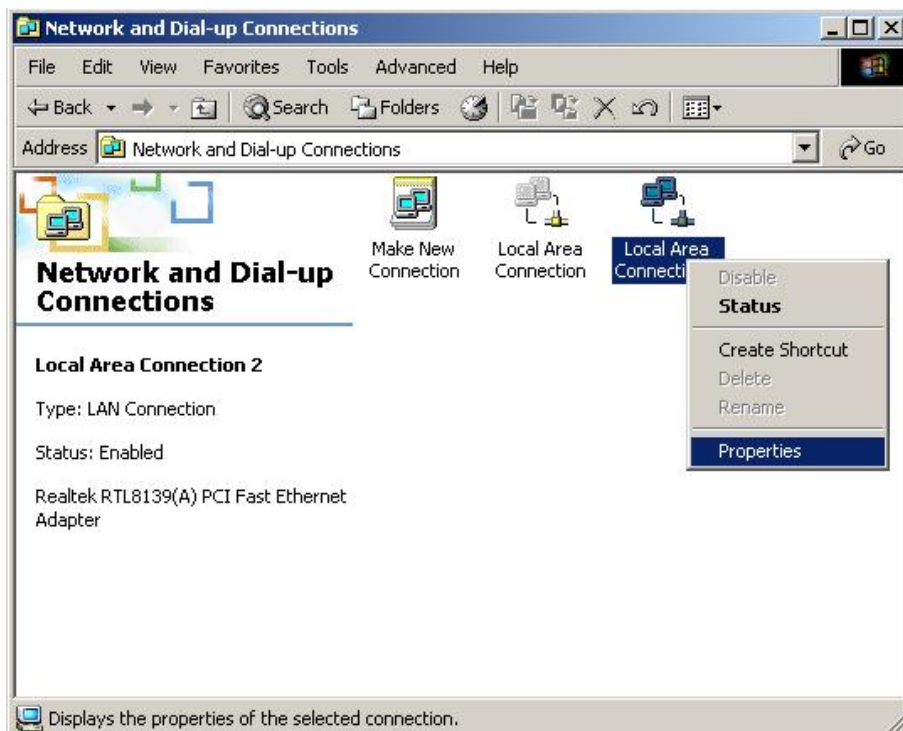 Network and Dial-up Connections
File Edit View Favorites Tools Advanced Help
Back Search Folders
Address Network and Dial-up Connections Go
Network and Dial-up
Connections
Local Area Connection 2
Type: LAN Connection
Status: Enabled
Realtek RTL8139(A) PCI Fast Ethernet
Adapter
Make New
Connection
Local Area
Connection
Local Area
Disable
Status
Create Shortcut
Delete
Rename
Properties
Displays the properties of the selected connection.